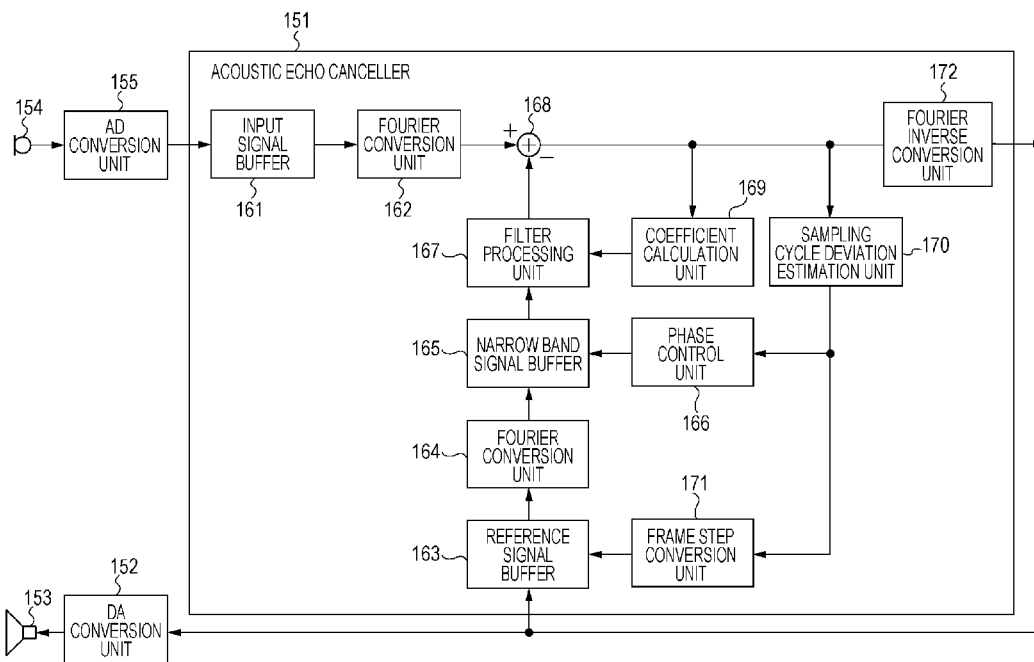 151
ACOUSTIC ECHO CANCELLER
154
155
AD
CONVERSION
UNIT
INPUT
SIGNAL
BUFFER
161
FOURIER
CONVERSION
UNIT
162
+
168
−
172
FOURIER
INVERSE
CONVERSION
UNIT
167
FILTER
PROCESSING
UNIT
169
COEFFICIENT
CALCULATION
UNIT
SAMPLING
CYCLE DEVIATION
ESTIMATION UNIT
170
165
NARROW BAND
SIGNAL BUFFER
PHASE
CONTROL
UNIT
166
164
FOURIER
CONVERSION
UNIT
163
REFERENCE
SIGNAL
BUFFER
171
FRAME STEP
CONVERSION
UNIT
153
152
DA
CONVERSION
UNIT